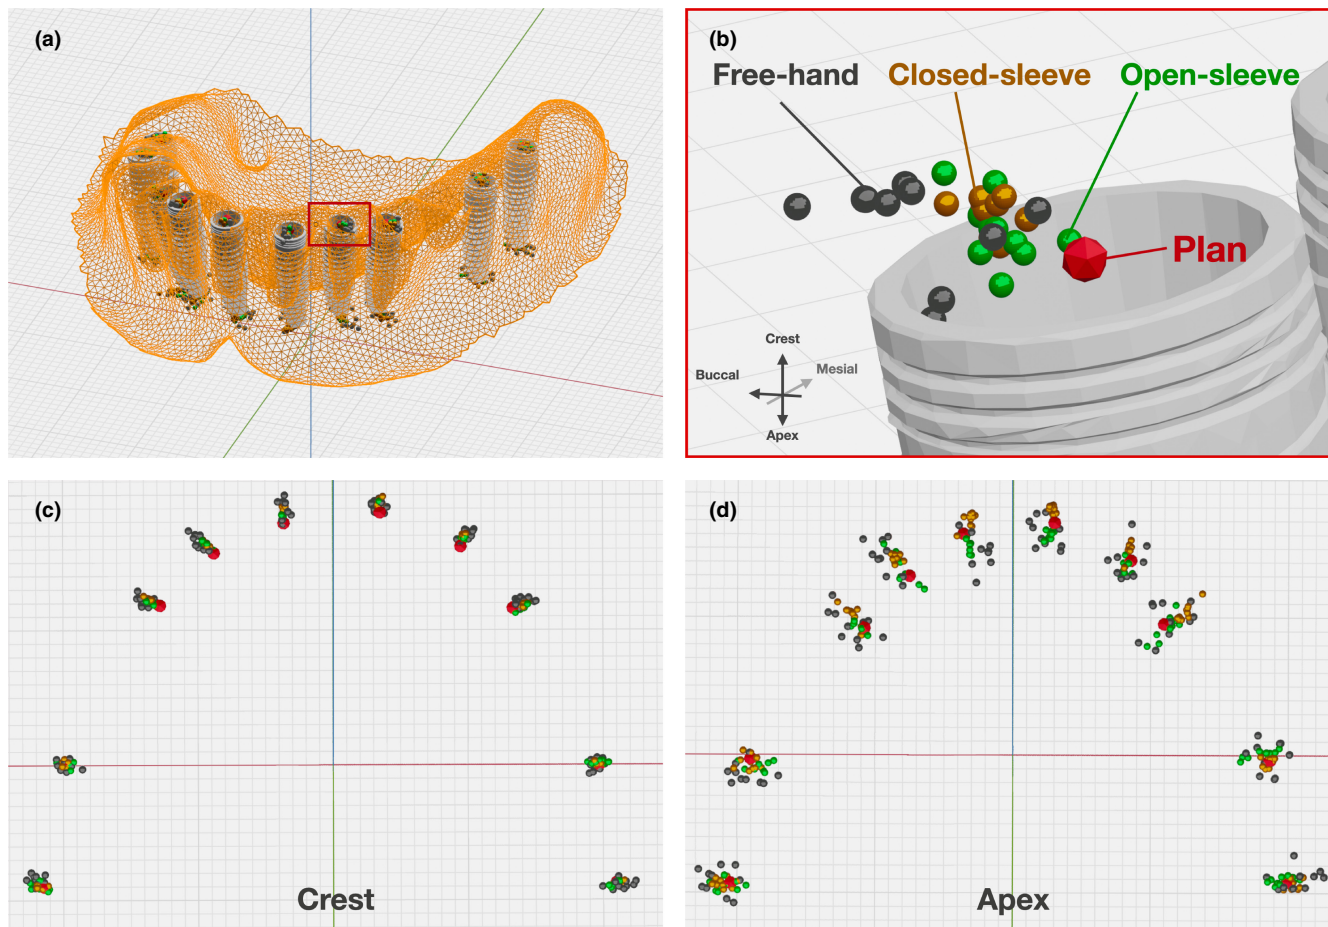 (a)
(b)
Free-hand
Closed-sleeve
Open-sleeve
Plan
Crest
Buccal
Mesial
Apex
(c)
Crest
(d)
Apex